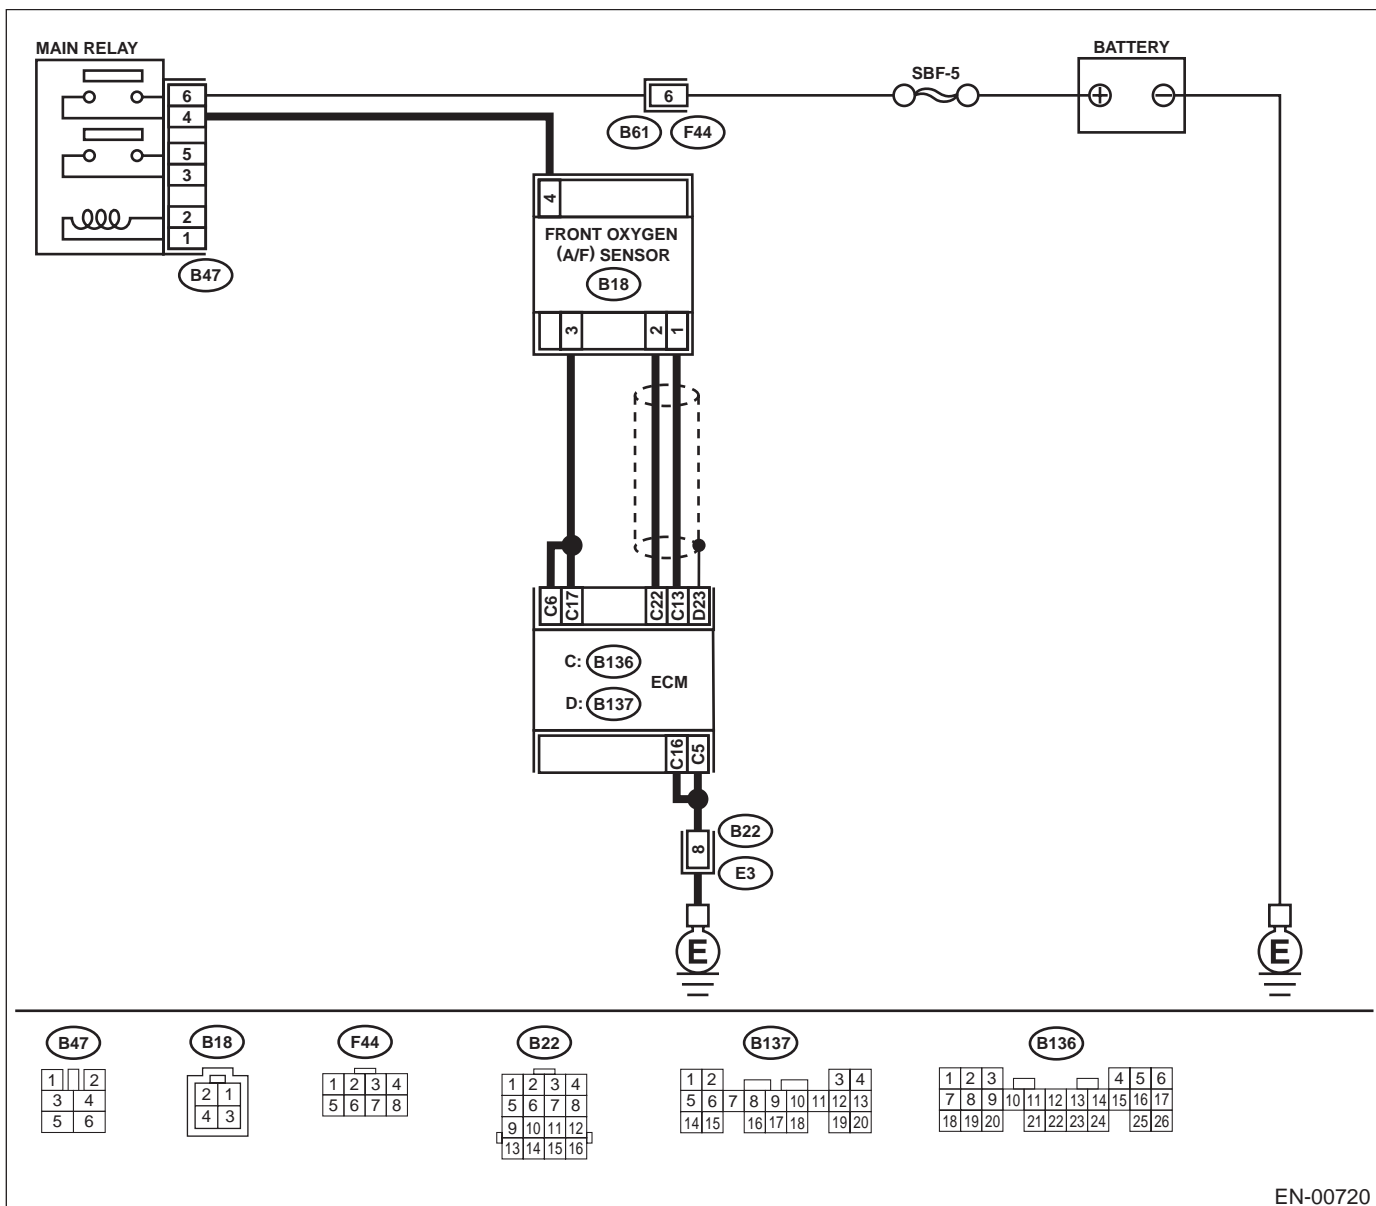 MAIN RELAY
BATTERY
SBF-5
6
4
5
3
2
1
B47
6
B61 F44
4
FRONT OXYGEN
(A/F) SENSOR
B18
3 2 1
C6 C17 C22 C13 D23
C: B136
ECM
D: B137
C16 C5
8
B22
E3
E E
B47 B18 F44 B22 B137 B136
1 2
3 4
5 6
2 1
4 3
1 2 3 4
5 6 7 8
1 2 3 4
5 6 7 8
9 10 11 12
13 14 15 16
1 2 3 4
5 6 7 8 9 10 11 12 13
14 15 16 17 18 19 20
1 2 3 4 5 6
7 8 9 10 11 12 13 14 15 16 17
18 19 20 21 22 23 24 25 26
EN-00720